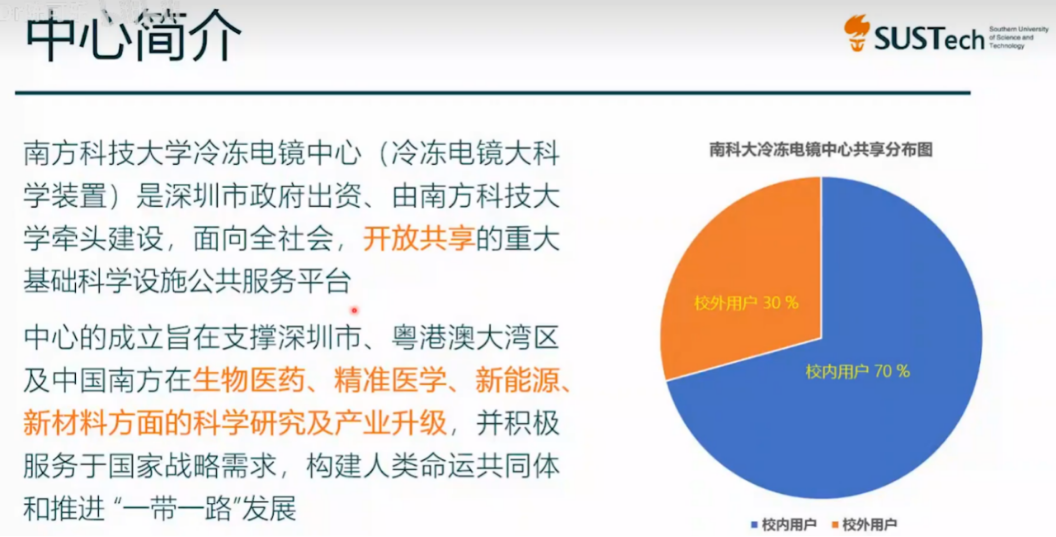 中心简介
SUSTech
Southern University
of Science and
Technology
南方科技大学冷冻电镜中心（冷冻电镜大科
学装置）是深圳市政府出资、由南方科技大
学牵头建设，面向全社会，开放共享的重大
基础科学设施公共服务平台
中心的成立旨在支撑深圳市、粤港澳大湾区
及中国南方在生物医药、精准医学、新能源、
新材料方面的科学研究及产业升级，并积极
服务于国家战略需求，构建人类命运共同体
和推进“一带一路”发展
南科大冷冻电镜中心共享分布图
校外用户 30 %
校内用户 70 %
校内用户 校外用户